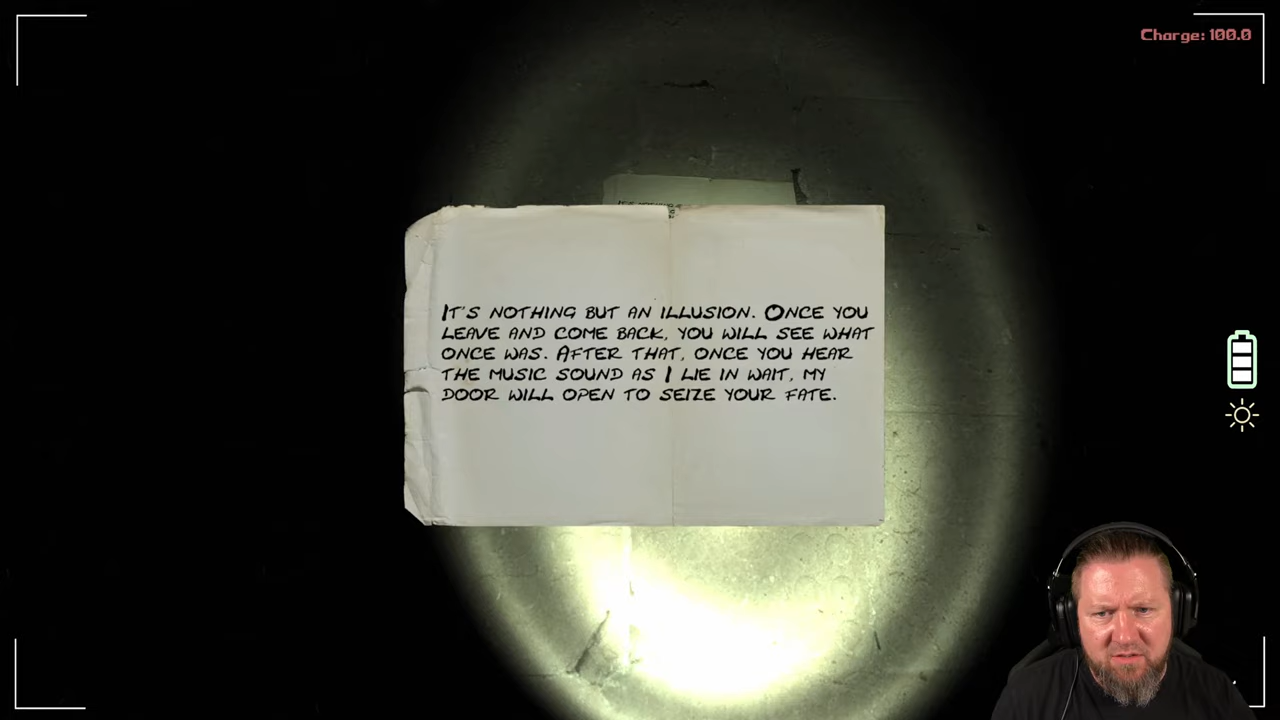 Charge: 100.0
It's nothing but an illusion. Once you
leave and come back, you will see what
once was. After that, once you hear
the music sound as I lie in wait, my
door will open to seize your fate.